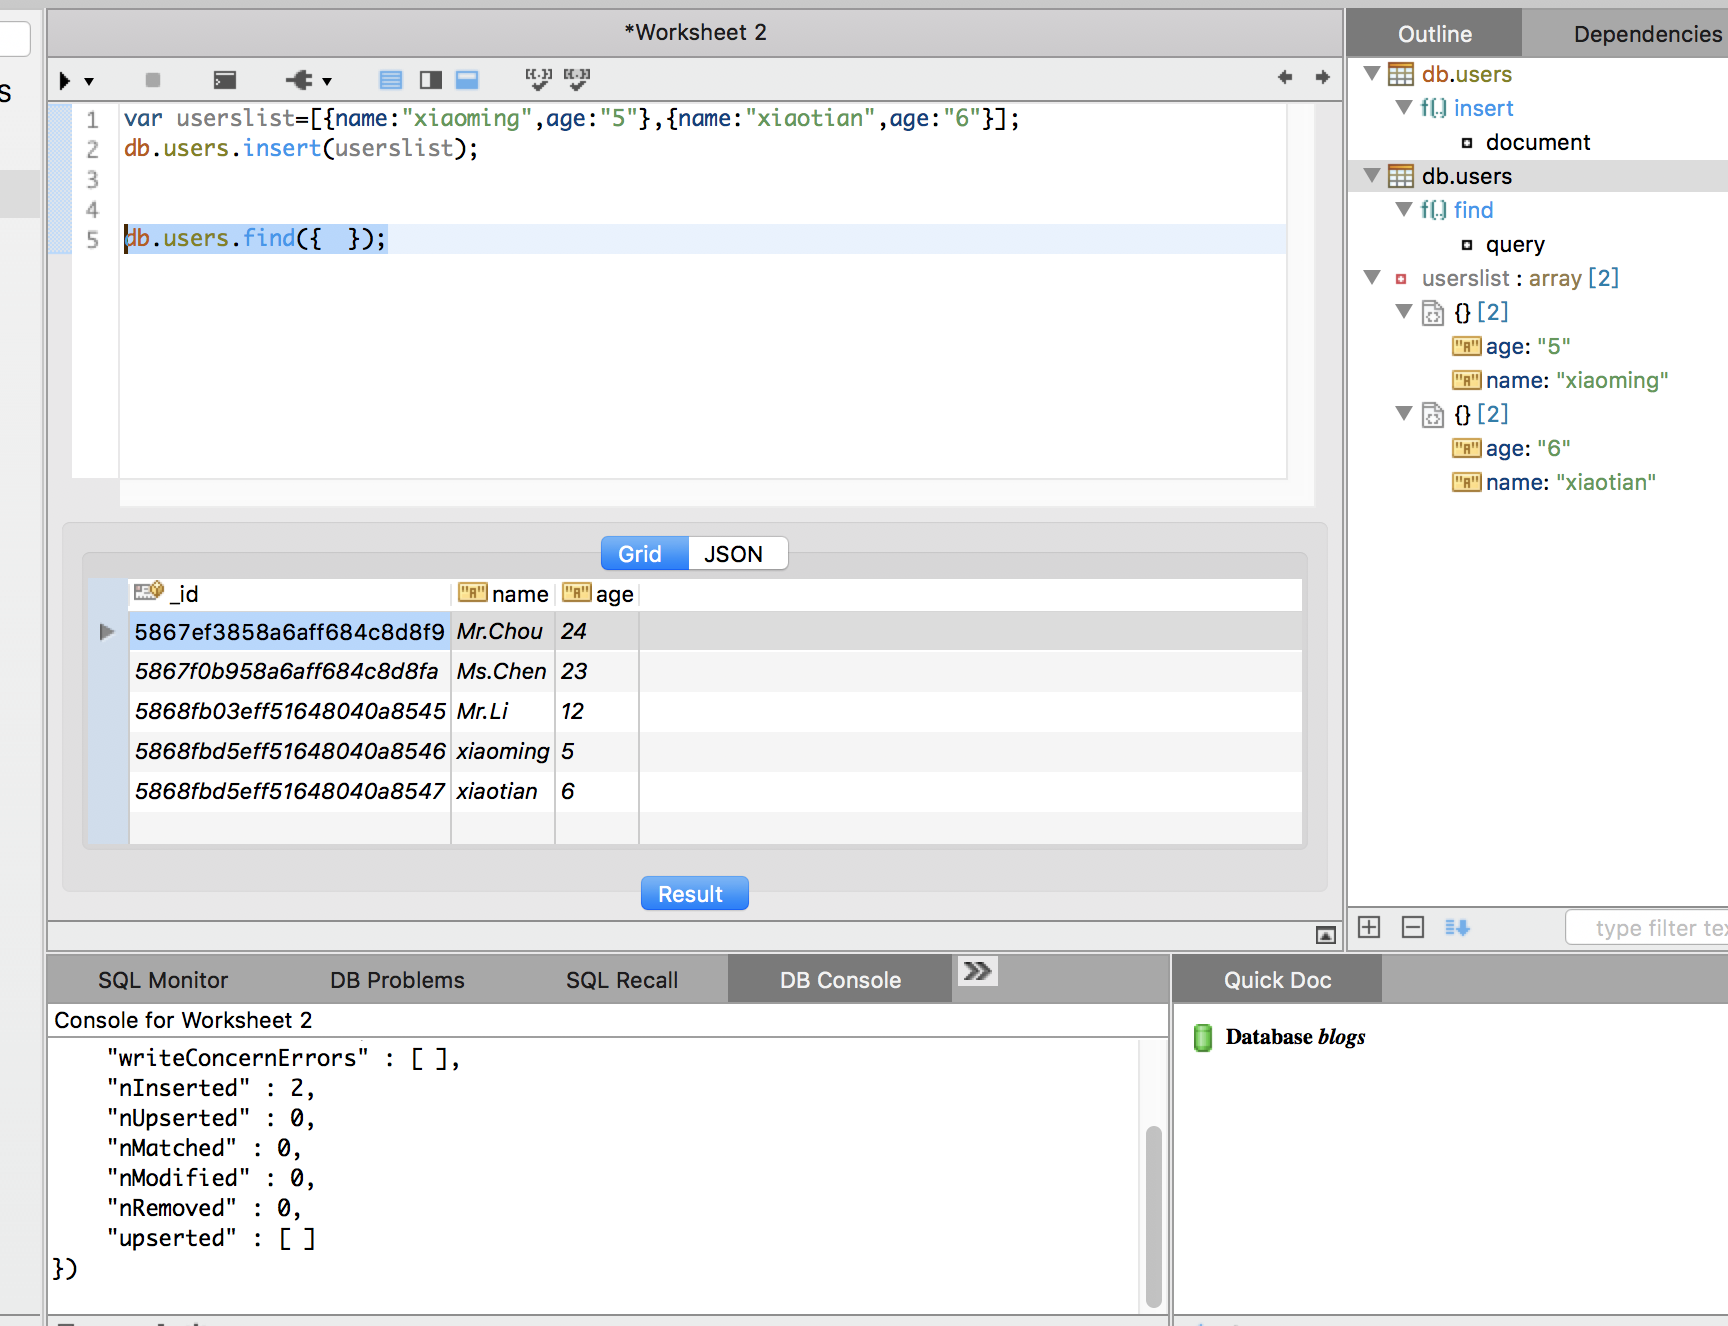 *Worksheet 2
S
1 var userslist=[{name:"xiaoming",age:"5"},{name:"xiaotian",age:"6"}];
2 db.users.insert(userslist);
3
4
5 db.users.find({  });
Grid JSON
_id name age
5867ef3858a6aff684c8d8f9 Mr.Chou 24
5867f0b958a6aff684c8d8fa Ms.Chen 23
5868fb03eff51648040a8545 Mr.Li 12
5868fbd5eff51648040a8546 xiaoming 5
5868fbd5eff51648040a8547 xiaotian 6
Result
Outline Dependencies
db.users
f(.) insert
document
db.users
f(.) find
query
userslist : array [2]
{} [2]
"A" age: "5"
"A" name: "xiaoming"
{} [2]
"A" age: "6"
"A" name: "xiaotian"
type filter te
SQL Monitor DB Problems SQL Recall DB Console
Console for Worksheet 2
"writeConcernErrors" : [ ],
"nInserted" : 2,
"nUpserted" : 0,
"nMatched" : 0,
"nModified" : 0,
"nRemoved" : 0,
"upserted" : [ ]
})
Quick Doc
Database blogs